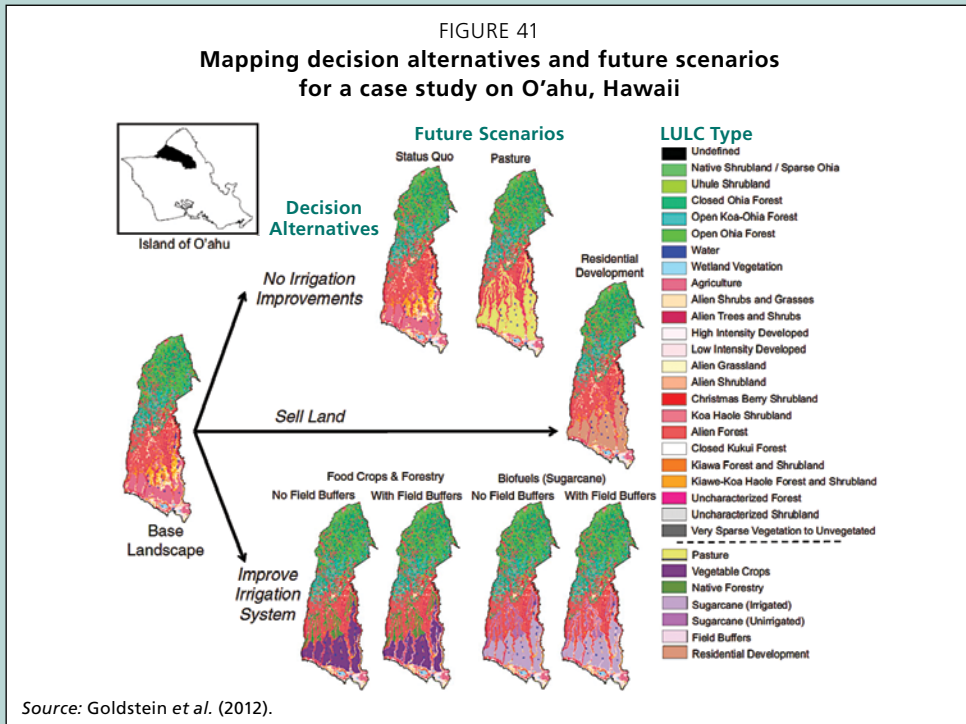 FIGURE 41
Mapping decision alternatives and future scenarios
for a case study on O'ahu, Hawaii
Island of O'ahu
Future Scenarios
Status Quo
Pasture
Decision
Alternatives
No Irrigation
Improvements
Residential
Development
Sell Land
Base
Landscape
Improve
Irrigation
System
Food Crops & Forestry
No Field Buffers
With Field Buffers
Biofuels (Sugarcane)
No Field Buffers
With Field Buffers
LULC Type
Undefined
Native Shrubland / Sparse Ohia
Uhule Shrubland
Closed Ohia Forest
Open Koa-Ohia Forest
Open Ohia Forest
Water
Wetland Vegetation
Agriculture
Alien Shrubs and Grasses
Alien Trees and Shrubs
High Intensity Developed
Low Intensity Developed
Alien Grassland
Alien Shrubland
Christmas Berry Shrubland
Koa Haole Shrubland
Alien Forest
Closed Kukui Forest
Kiawa Forest and Shrubland
Kiawe-Koa Haole Forest and Shrubland
Uncharacterized Forest
Uncharacterized Shrubland
Very Sparse Vegetation to Unvegetated
Pasture
Vegetable Crops
Native Forestry
Sugarcane (Irrigated)
Sugarcane (Unirrigated)
Field Buffers
Residential Development
Source: Goldstein et al. (2012).